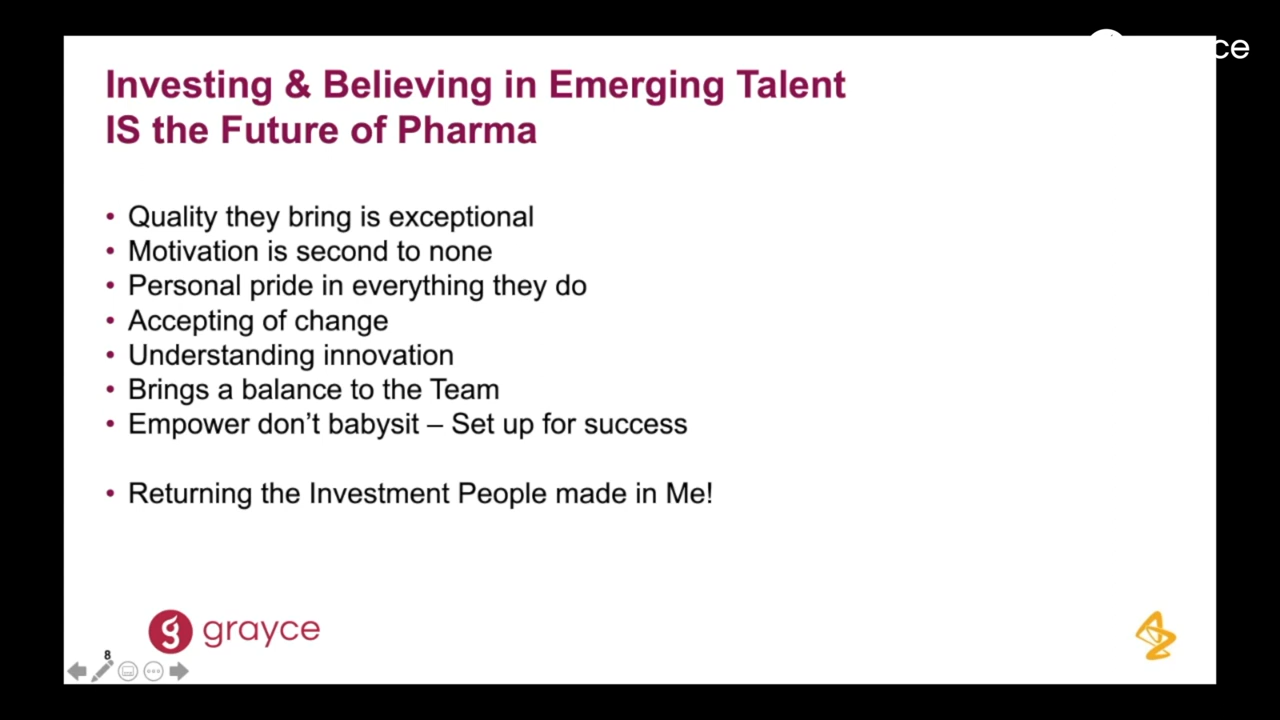 ce
Investing & Believing in Emerging Talent
IS the Future of Pharma
• Quality they bring is exceptional
• Motivation is second to none
• Personal pride in everything they do
• Accepting of change
• Understanding innovation
• Brings a balance to the Team
• Empower don’t babysit – Set up for success
• Returning the Investment People made in Me!
grayce
8